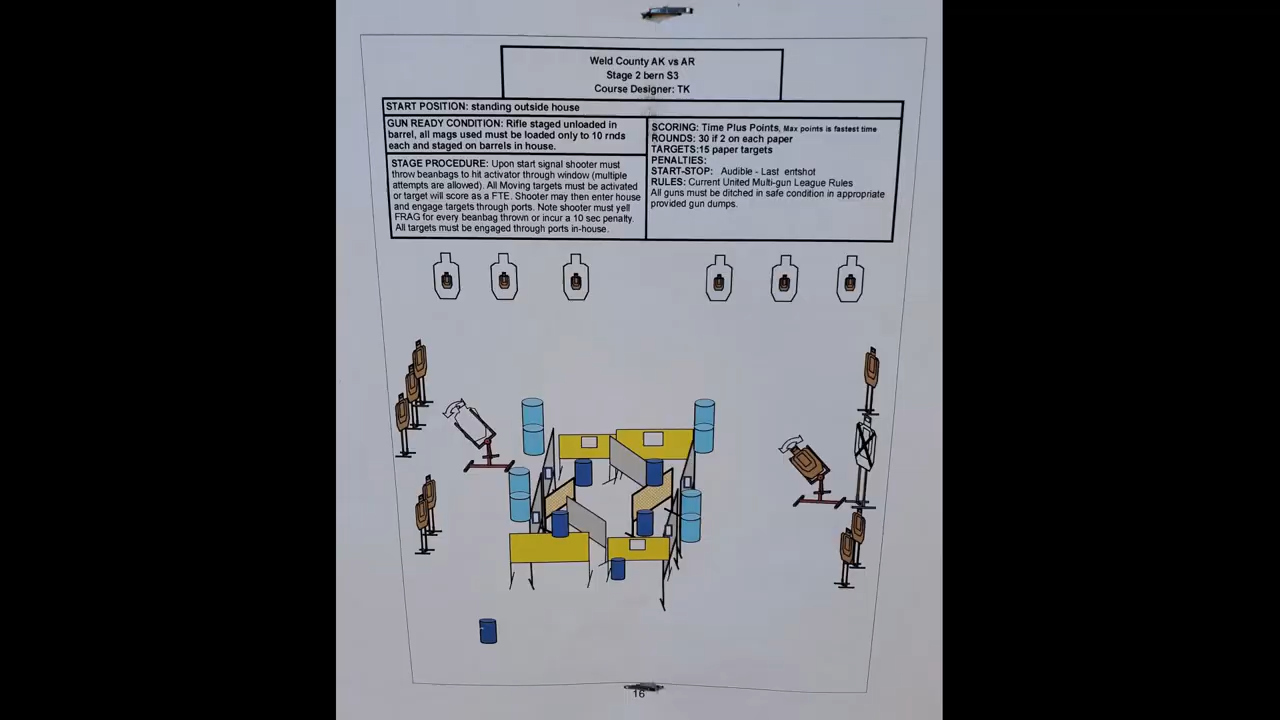 Weld County AK vs AR
Stage 2 bern S3
Course Designer: TK
START POSITION: standing outside house
GUN READY CONDITION: Rifle staged unloaded in
barrel, all mags used must be loaded only to 10 rnds
each and staged on barrels in house.
STAGE PROCEDURE: Upon start signal shooter must
throw beanbags to hit activator through window (multiple
attempts are allowed). All Moving targets must be activated
or target will score as a FTE. Shooter may then enter house
and engage targets through ports. Note shooter must yell
FRAG for every beanbag thrown or incur a 10 sec penalty.
All targets must be engaged through ports in-house.
SCORING: Time Plus Points, Max points is fastest time
ROUNDS: 30 if 2 on each paper
TARGETS:15 paper targets
PENALTIES:
START-STOP: Audible - Last entshot
RULES: Current United Multi-gun League Rules
All guns must be ditched in safe condition in appropriate
provided gun dumps.
16